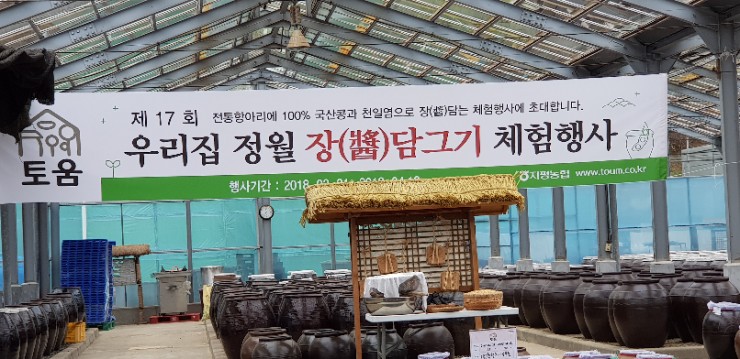 제 17 회 전통항아리에 100% 국산콩과 천일염으로 장(醬)담는 체험행사에 초대합니다.
우리집 정월 장(醬)담그기 체험행사
토움
행사기간 : 2018.
지평농협 www.toum.co.kr